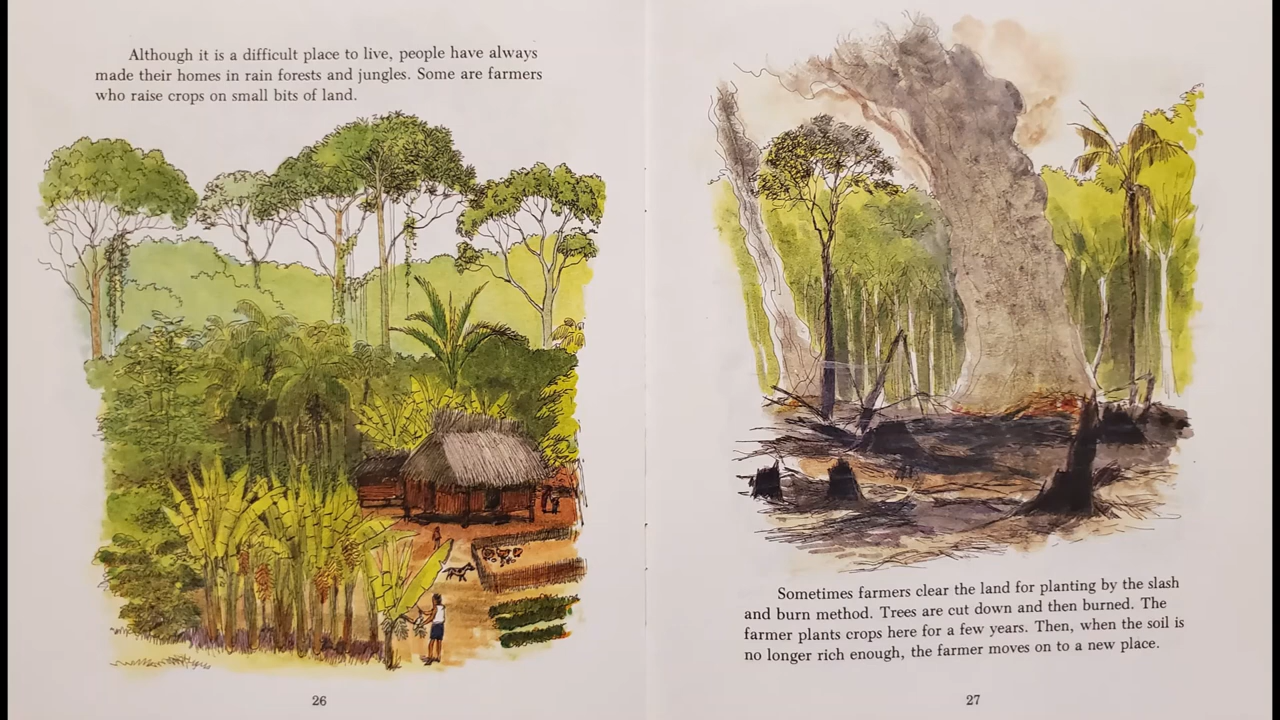 Although it is a difficult place to live, people have always
made their homes in rain forests and jungles. Some are farmers
who raise crops on small bits of land.
26
Sometimes farmers clear the land for planting by the slash
and burn method. Trees are cut down and then burned. The
farmer plants crops here for a few years. Then, when the soil is
no longer rich enough, the farmer moves on to a new place.
27